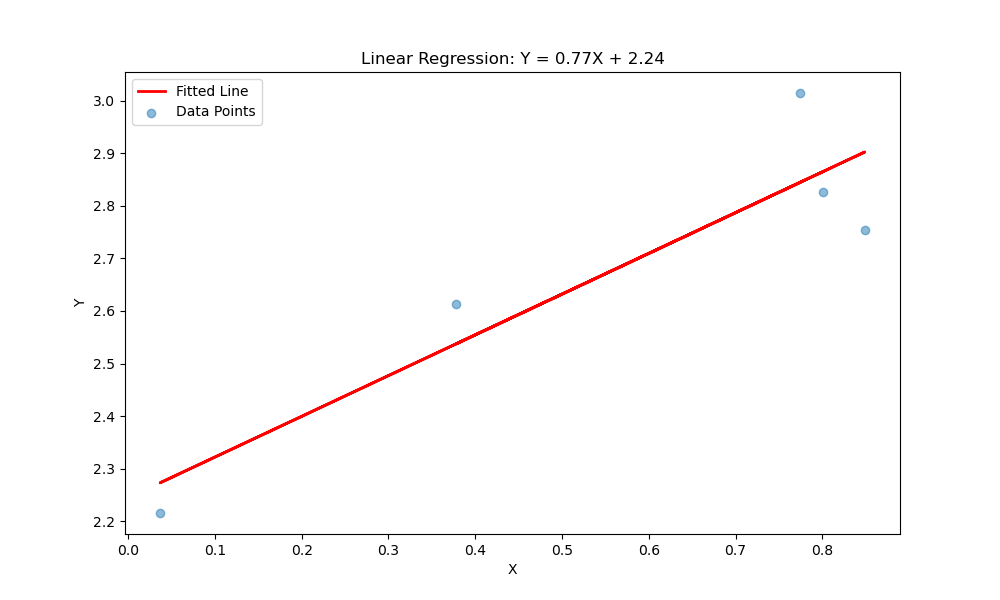 Linear Regression: Y = 0.77X + 2.24
Fitted Line
Data Points
3.0
2.9
2.8
2.7
2.6
2.5
2.4
2.3
2.2
Y
0.0 0.1 0.2 0.3 0.4 0.5 0.6 0.7 0.8
X